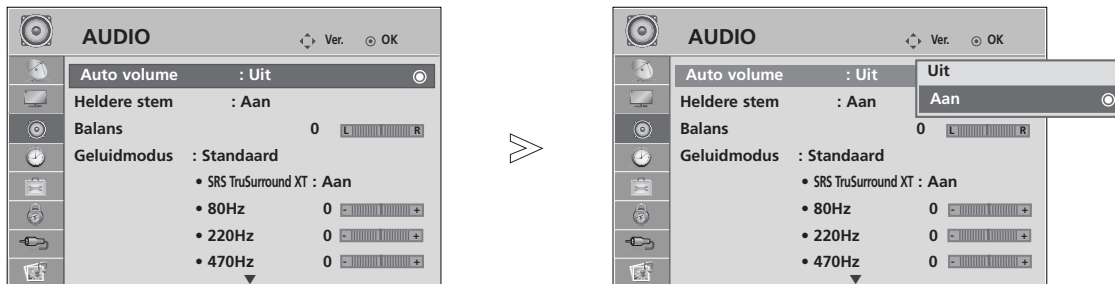 AUDIO Ver. OK
Auto volume : Uit
Heldere stem : Aan
Balans 0 L R
Geluidmodus : Standaard
• SRS TruSurround XT : Aan
• 80Hz 0 - +
• 220Hz 0 - +
• 470Hz 0 - +
AUDIO Ver. OK
Auto volume : Uit
Uit
Aan
Heldere stem : Aan
Balans 0 L R
Geluidmodus : Standaard
• SRS TruSurround XT : Aan
• 80Hz 0 - +
• 220Hz 0 - +
• 470Hz 0 - +